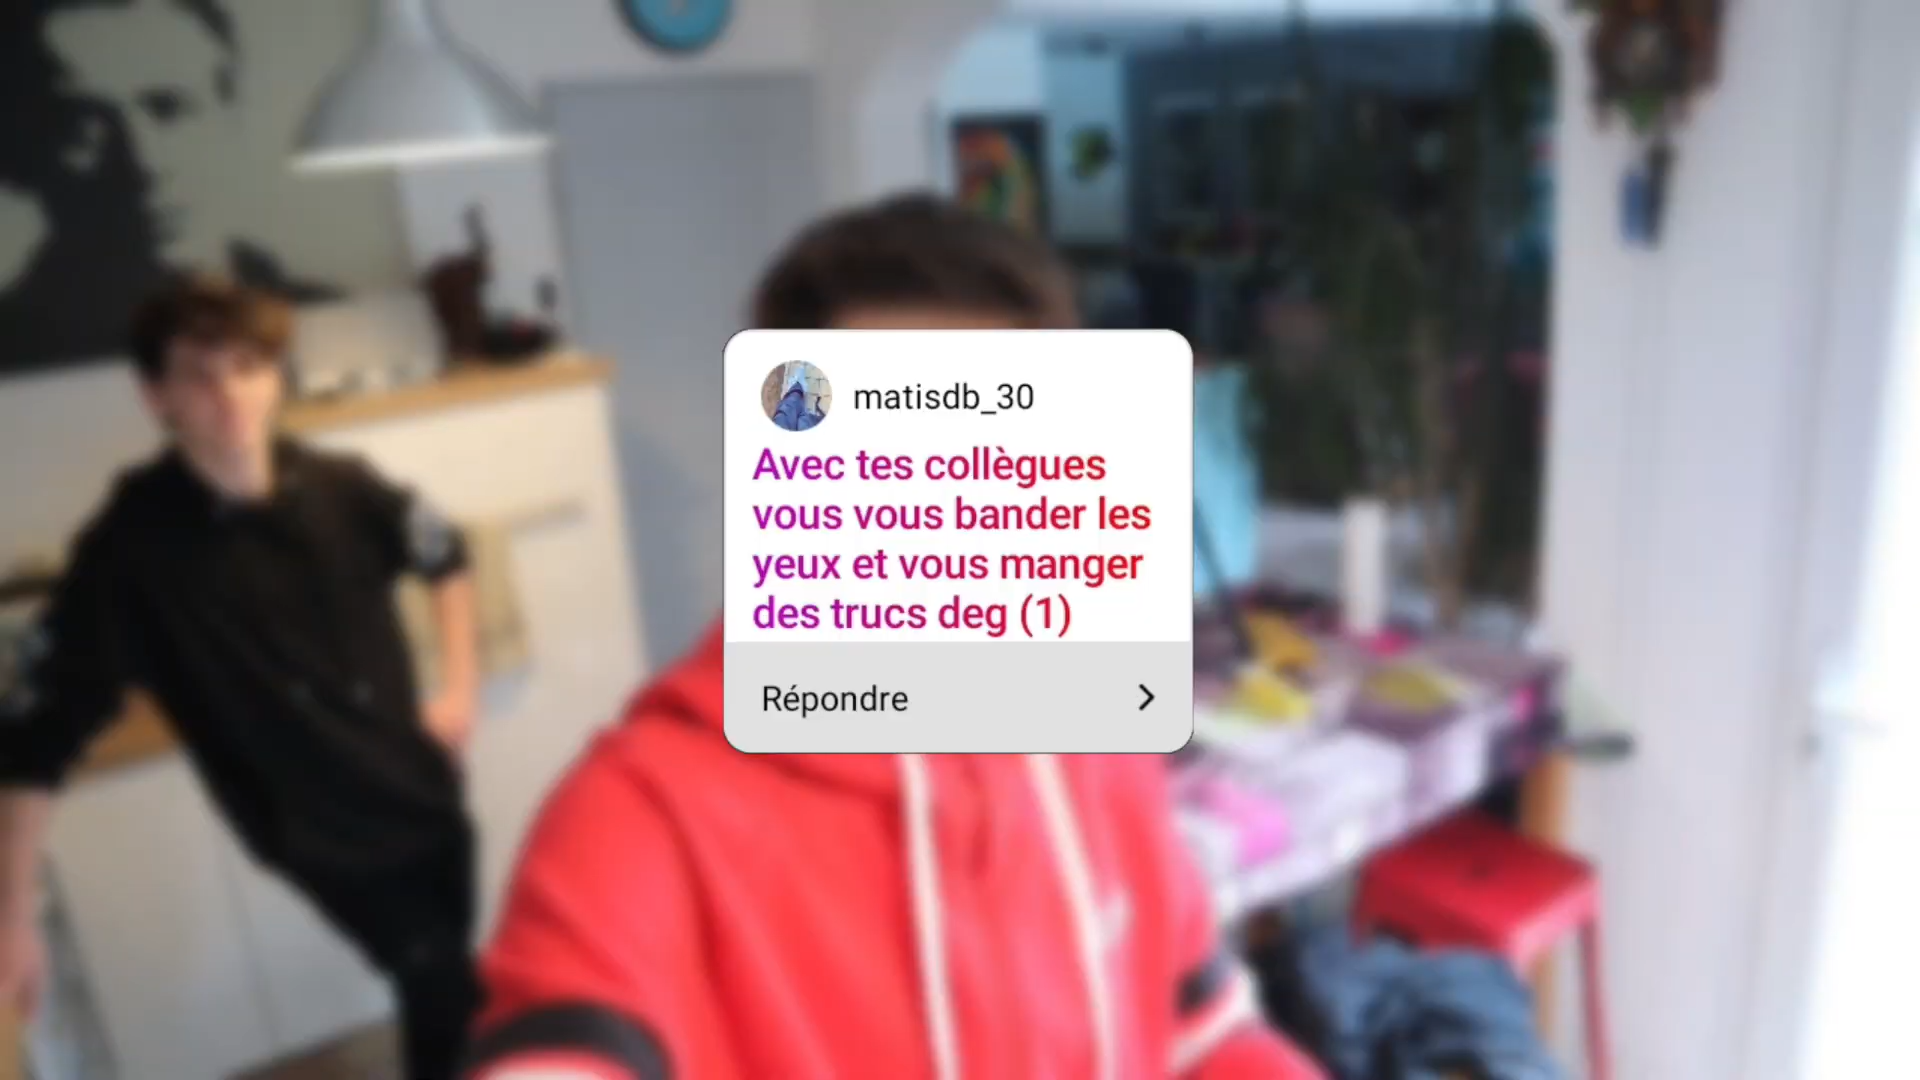 matisdb_30
Avec tes collègues
vous vous bander les
yeux et vous manger
des trucs deg (1)
Répondre